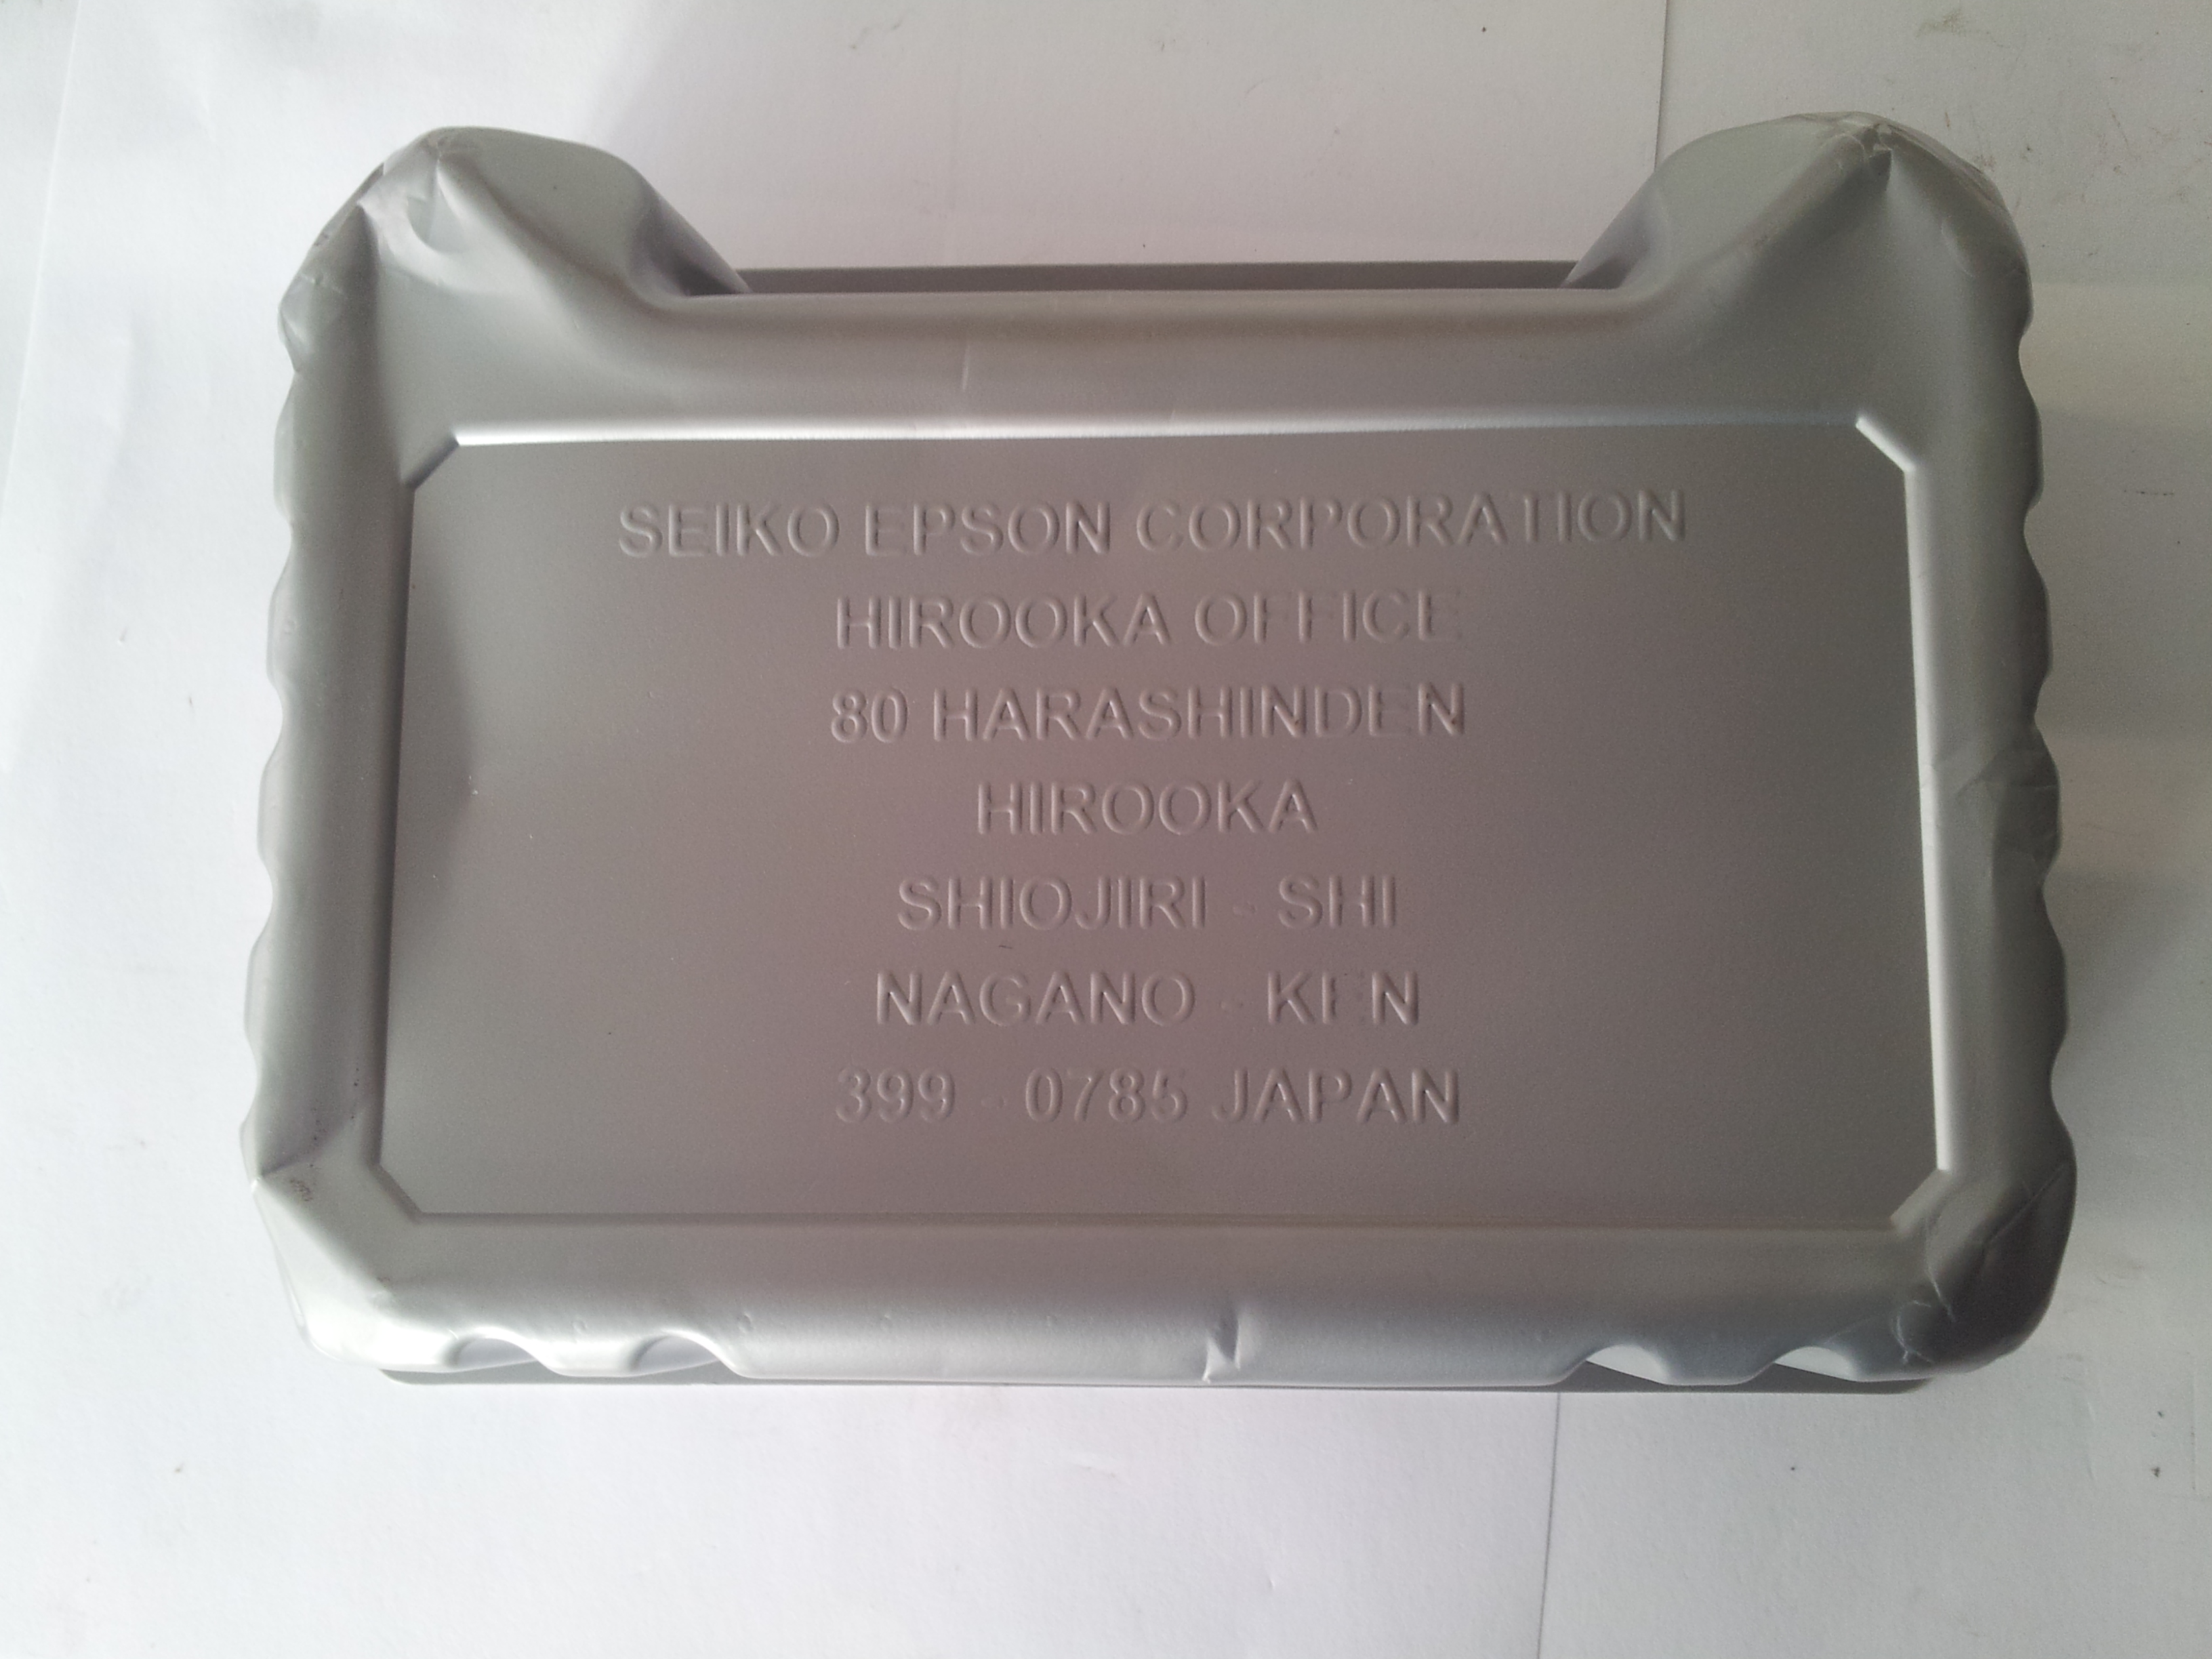 SEIKO EPSON CORPORATION
HIROOKA OFFICE
80 HARASHINDEN
HIROOKA
SHIOJIRI - SHI
NAGANO - KEN
399 - 0785 JAPAN